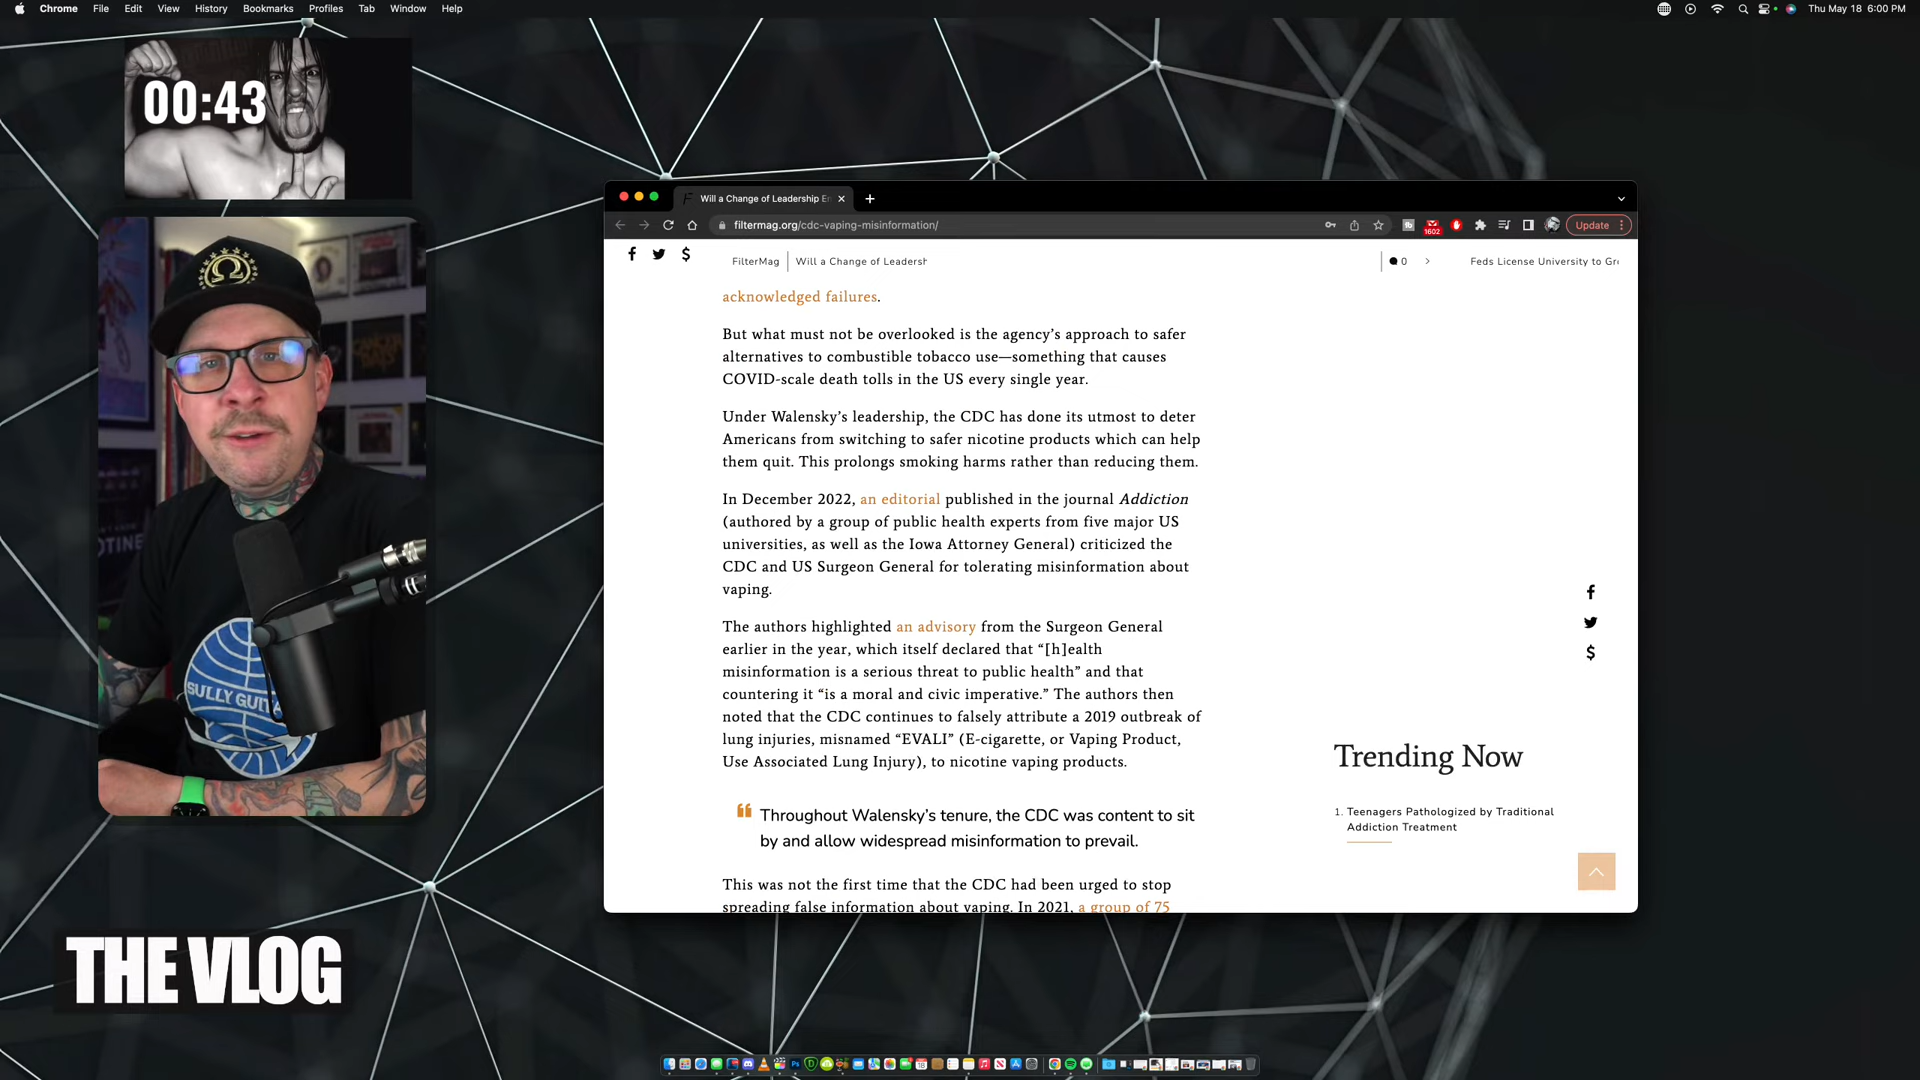 Chrome File Edit View History Bookmarks Profiles Tab Window Help
Thu May 18 6:00 PM
00:43
Will a Change of Leadership En
filtermag.org/cdc-vaping-misinformation/
1602
Update
FilterMag
Will a Change of Leadersh
0
Feds License University to Gr
acknowledged failures.
But what must not be overlooked is the agency’s approach to safer
alternatives to combustible tobacco use—something that causes
COVID-scale death tolls in the US every single year.
Under Walensky’s leadership, the CDC has done its utmost to deter
Americans from switching to safer nicotine products which can help
them quit. This prolongs smoking harms rather than reducing them.
In December 2022, an editorial published in the journal Addiction
(authored by a group of public health experts from five major US
universities, as well as the Iowa Attorney General) criticized the
CDC and US Surgeon General for tolerating misinformation about
vaping.
The authors highlighted an advisory from the Surgeon General
earlier in the year, which itself declared that “[h]ealth
misinformation is a serious threat to public health” and that
countering it “is a moral and civic imperative.” The authors then
noted that the CDC continues to falsely attribute a 2019 outbreak of
lung injuries, misnamed “EVALI” (E-cigarette, or Vaping Product,
Use Associated Lung Injury), to nicotine vaping products.
Throughout Walensky’s tenure, the CDC was content to sit
by and allow widespread misinformation to prevail.
This was not the first time that the CDC had been urged to stop
spreading false information about vaping. In 2021, a group of 75
Trending Now
1. Teenagers Pathologized by Traditional
Addiction Treatment
SULLY GUIT
THE VLOG